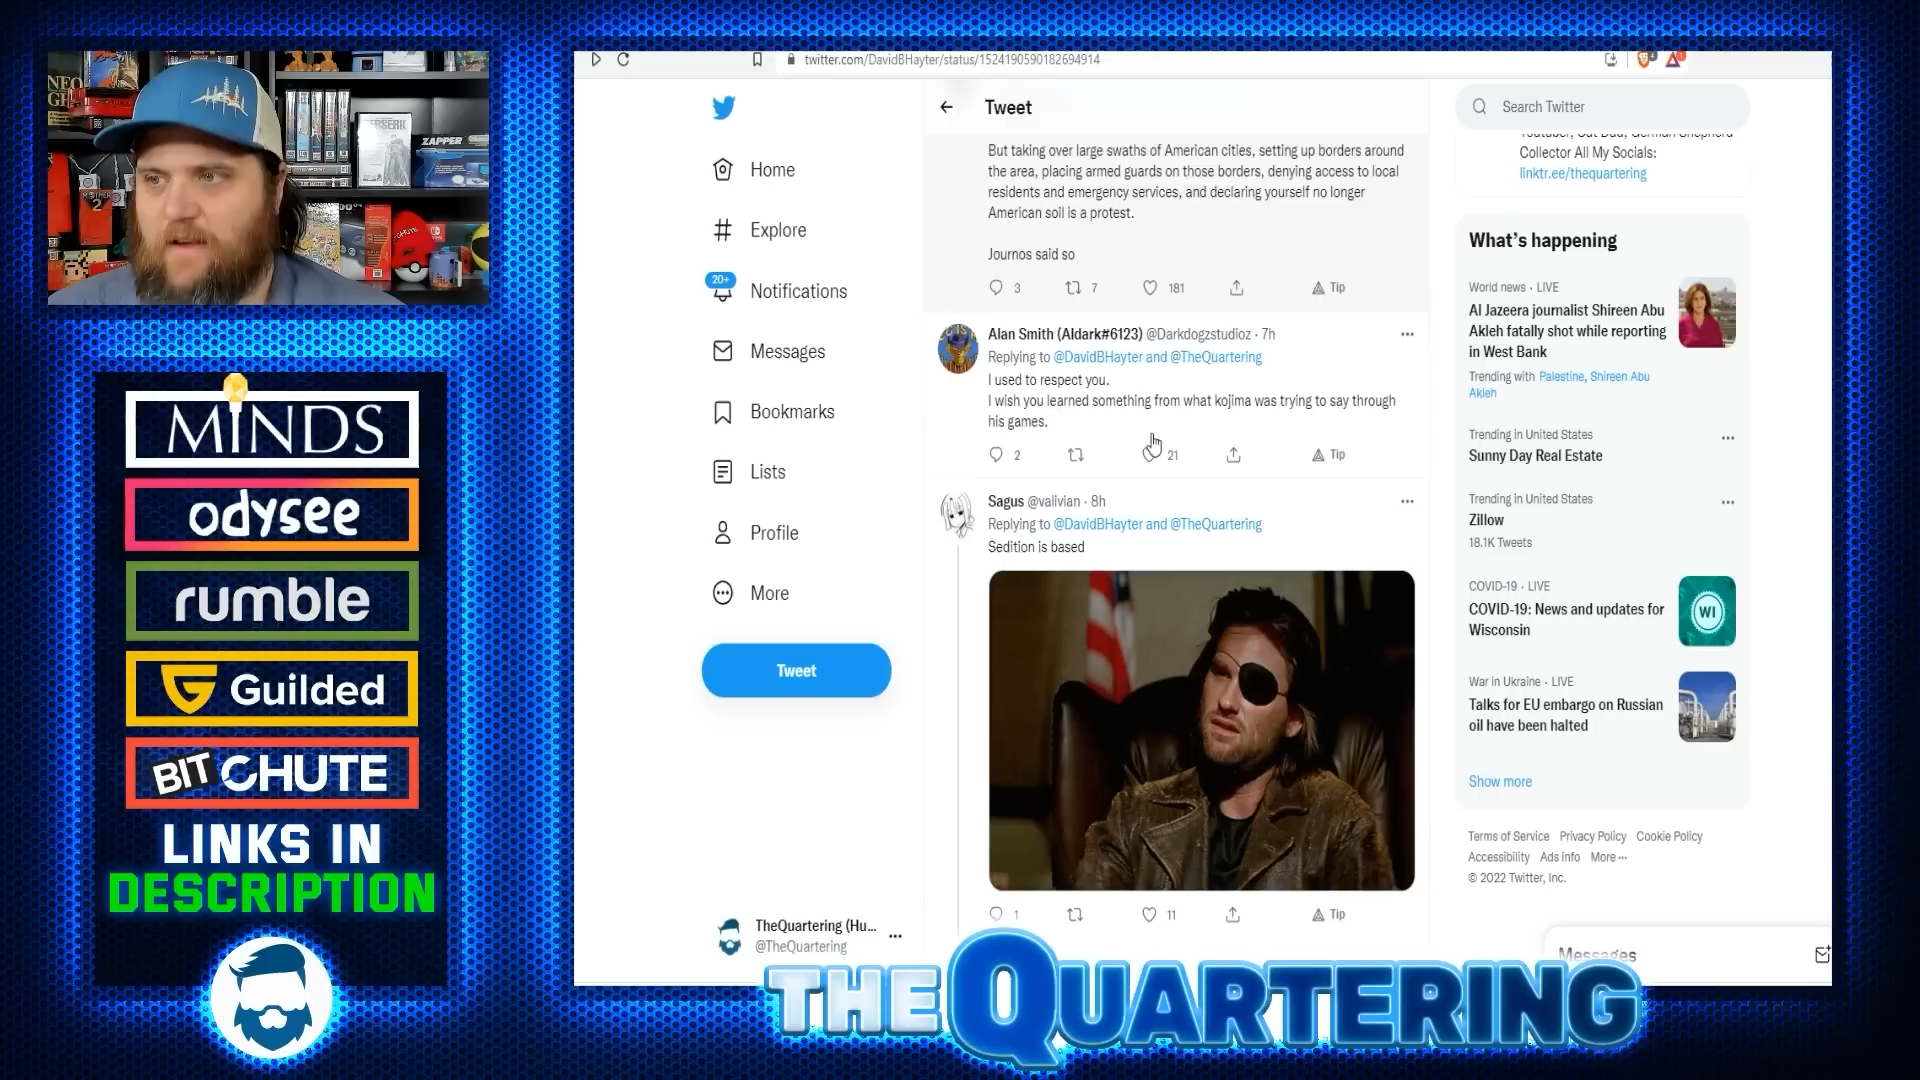 NEO
BERSERK
ZAPPER
MOTHER
2
MINDS
odysee
rumble
Guilded
BITCHUTE
LINKS IN
DESCRIPTION
twitter.com/DavidBHayter/status/1524190590182694914
Home
Explore
20+
Notifications
Messages
Bookmarks
Lists
Profile
More
Tweet
TheQuartering (Hu...
@TheQuartering
Tweet
But taking over large swaths of American cities, setting up borders around
the area, placing armed guards on those borders, denying access to local
residents and emergency services, and declaring yourself no longer
American soil is a protest.
Journos said so
3
7
181
Tip
Alan Smith (Aldark#6123) @Darkdogzstudioz · 7h
Replying to @DavidBHayter and @TheQuartering
I used to respect you.
I wish you learned something from what kojima was trying to say through
his games.
2
21
Tip
Sagus @valivian · 8h
Replying to @DavidBHayter and @TheQuartering
Sedition is based
1
11
Tip
Search Twitter
Collector All My Socials:
linktr.ee/thequartering
What's happening
World news · LIVE
Al Jazeera journalist Shireen Abu
Akleh fatally shot while reporting
in West Bank
Trending with Palestine, Shireen Abu
Akleh
Trending in United States
Sunny Day Real Estate
Trending in United States
Zillow
18.1K Tweets
COVID-19 · LIVE
COVID-19: News and updates for
Wisconsin
WI
War in Ukraine · LIVE
Talks for EU embargo on Russian
oil have been halted
Show more
Terms of Service Privacy Policy Cookie Policy
Accessibility Ads info More ···
© 2022 Twitter, Inc.
Messages
THE QUARTERING